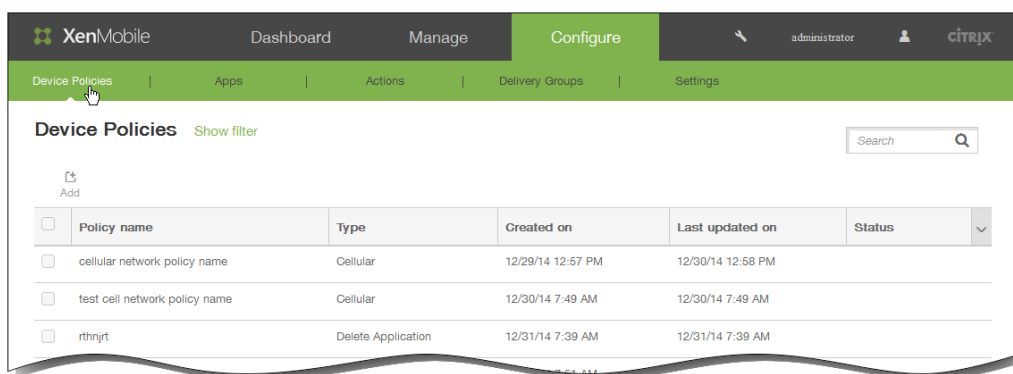 XenMobile Dashboard Manage Configure administrator CİTRIX
Device Policies | Apps | Actions | Delivery Groups | Settings
Device Policies Show filter
Search
Add
Policy name Type Created on Last updated on Status
cellular network policy name Cellular 12/29/14 12:57 PM 12/30/14 12:58 PM
test cell network policy name Cellular 12/30/14 7:49 AM 12/30/14 7:49 AM
rthnjrt Delete Application 12/31/14 7:39 AM 12/31/14 7:39 AM